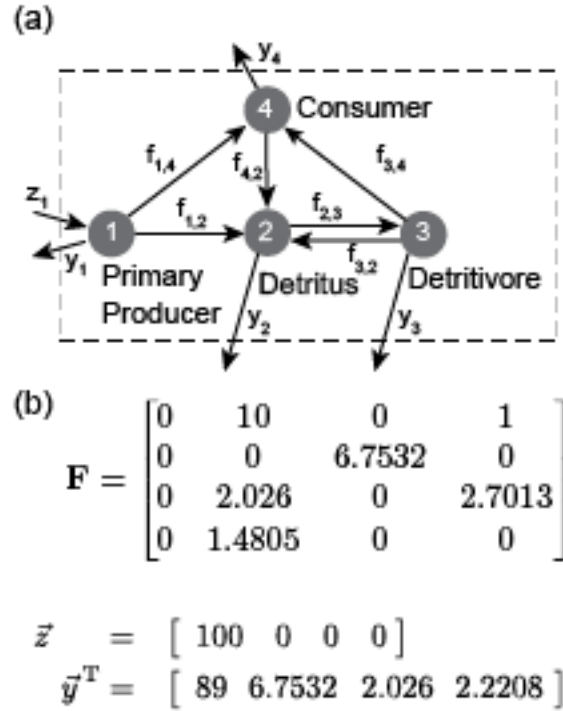 (a)
y4
4 Consumer
f1,4 f4,2 f3,4
z1
f1,2 f2,3
1 2 3
y1 f3,2
Primary Producer Detritus Detritivore
y2 y3
(b)
F = [0 10 0 1
0 0 6.7532 0
0 2.026 0 2.7013
0 1.4805 0 0]
z⃗ = [ 100 0 0 0 ]
y⃗ᵀ = [ 89 6.7532 2.026 2.2208 ]